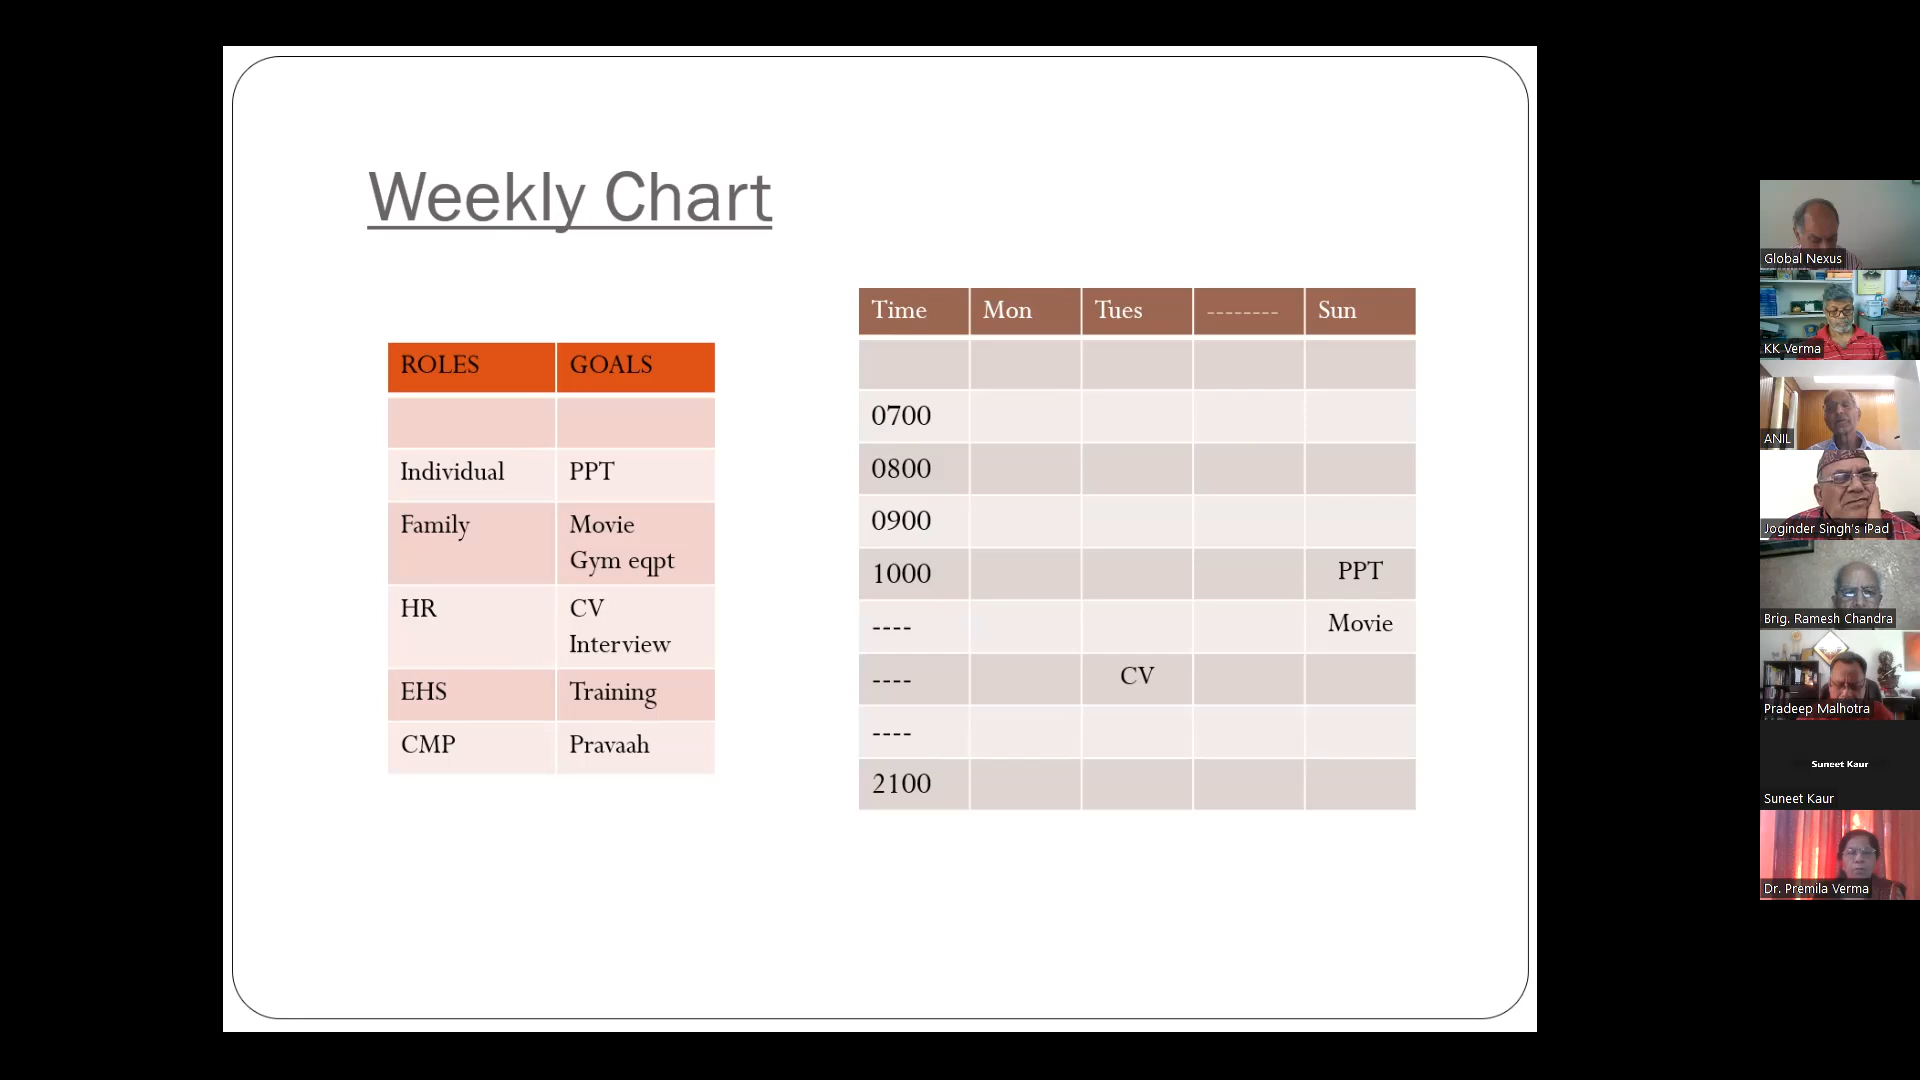 Weekly Chart
ROLES GOALS
Individual PPT
Family Movie
Gym eqpt
HR CV
Interview
EHS Training
CMP Pravaah
Time Mon Tues -------- Sun
0700
0800
0900
1000 PPT
---- Movie
---- CV
----
2100
Global Nexus
KK Verma
ANIL
Joginder Singh's iPad
Brig. Ramesh Chandra
Pradeep Malhotra
Suneet Kaur
Suneet Kaur
Dr. Premila Verma